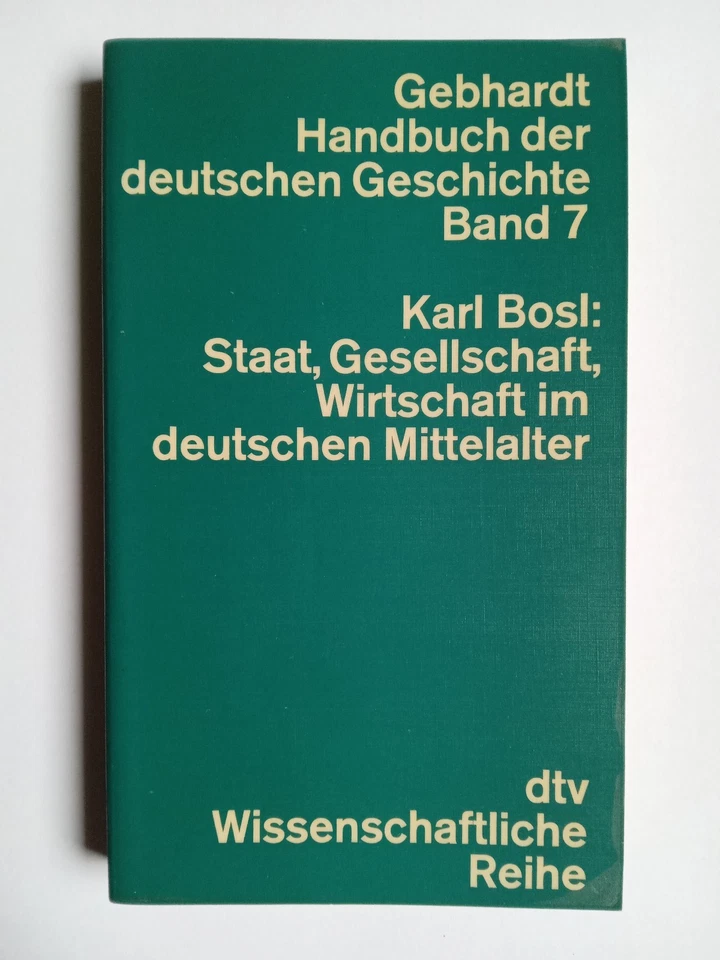 Gebhardt
Handbuch der
deutschen Geschichte
Band 7
Karl Bosl:
Staat, Gesellschaft,
Wirtschaft im
deutschen Mittelalter
dtv
Wissenschaftliche
Reihe